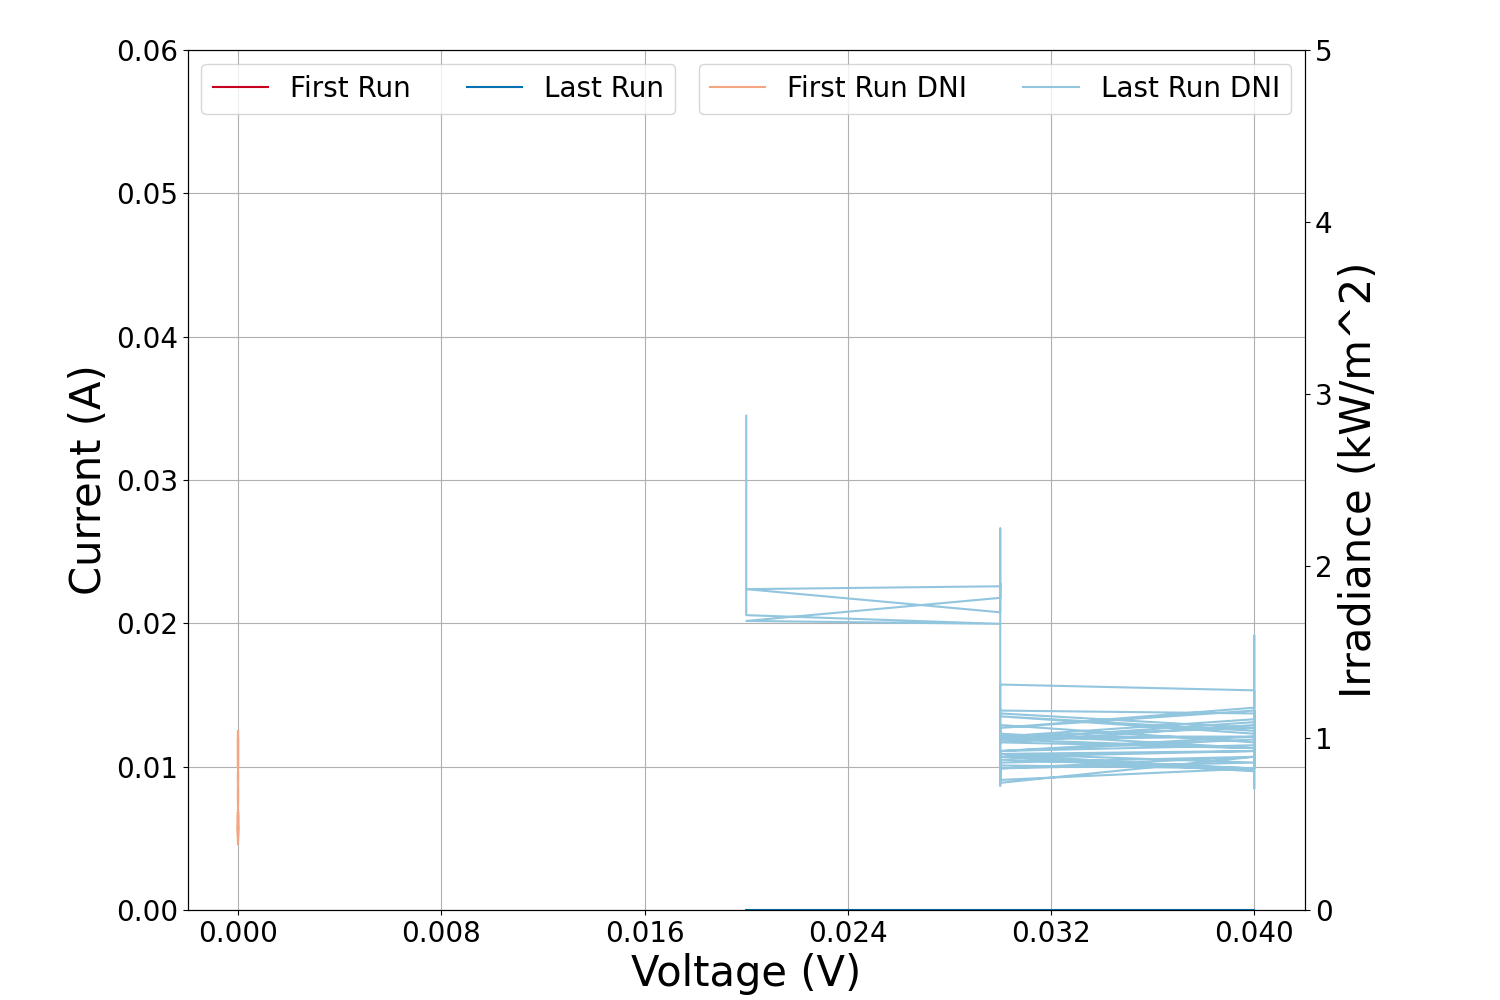 First Run
Last Run
First Run DNI
Last Run DNI
0.06
0.05
0.04
0.03
0.02
0.01
0.00
Current (A)
5
4
3
2
1
0
Irradiance (kW/m^2)
0.000
0.008
0.016
0.024
0.032
0.040
Voltage (V)